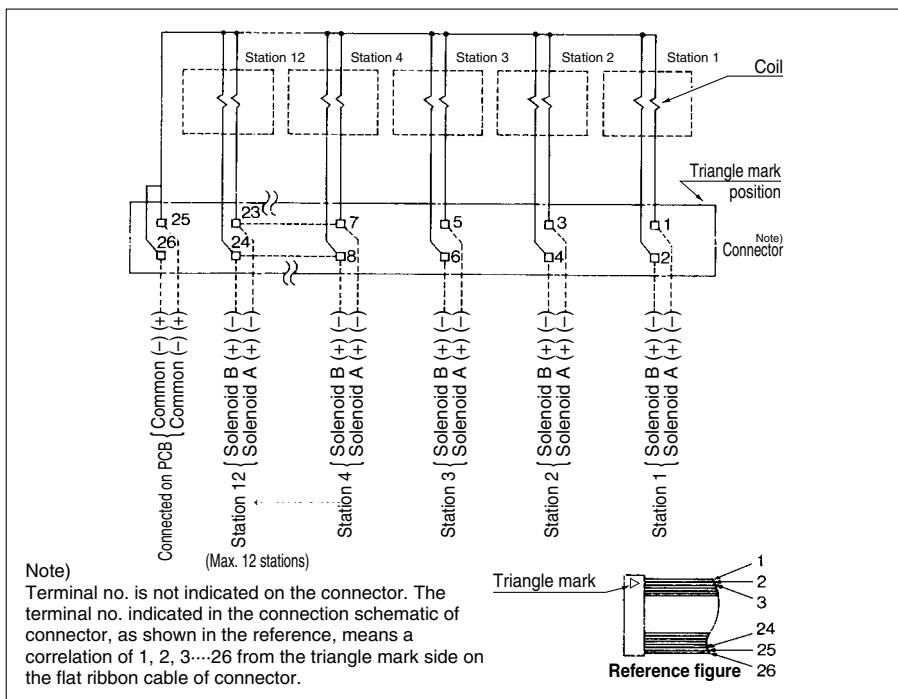 Station 12
Station 4
Station 3
Station 2
Station 1
Coil
Triangle mark
position
25
23
7
5
3
1
26
24
8
6
4
2
Note)
Connector
Connected on PCB { Common (–) (+)
Common (–) (+)
Station 12 { Solenoid B (+) (–)
Solenoid A (+) (–)
Station 4 { Solenoid B (+) (–)
Solenoid A (+) (–)
Station 3 { Solenoid B (+) (–)
Solenoid A (+) (–)
Station 2 { Solenoid B (+) (–)
Solenoid A (+) (–)
Station 1 { Solenoid B (+) (–)
Solenoid A (+) (–)
(Max. 12 stations)
Note)
Terminal no. is not indicated on the connector. The
terminal no. indicated in the connection schematic of
connector, as shown in the reference, means a
correlation of 1, 2, 3····26 from the triangle mark side on
the flat ribbon cable of connector.
Triangle mark
1
2
3
24
25
26
Reference figure